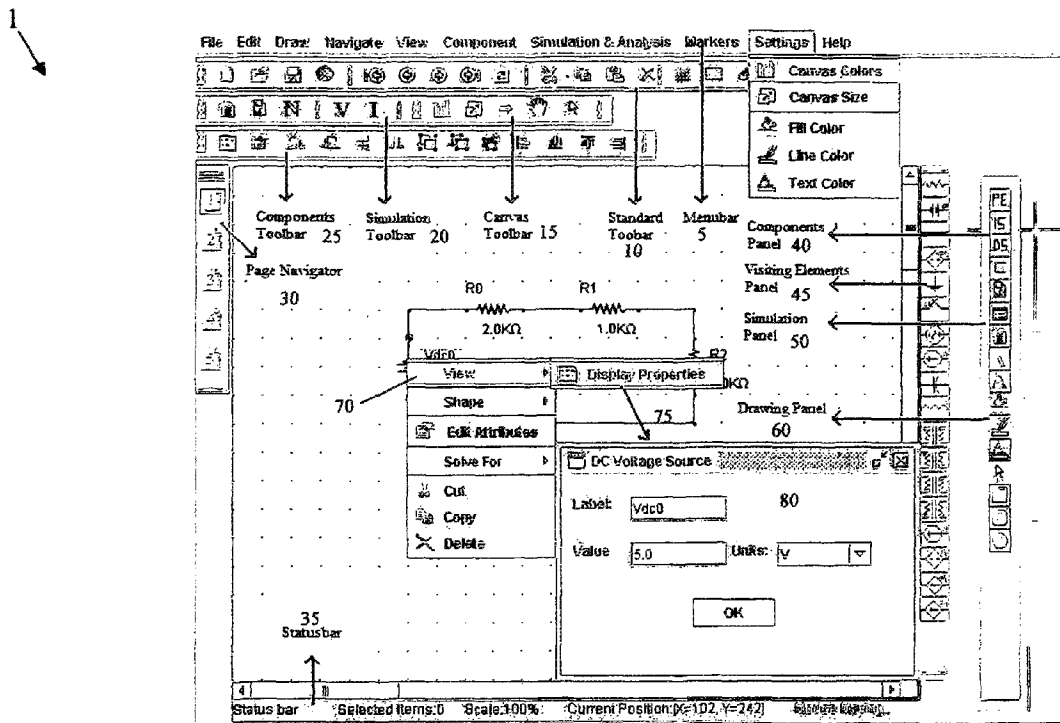 1
File Edit Draw Navigate View Component Simulation & Analysis Markers Settings Help
Canvas Colors
Canvas Size
Fill Color
Line Color
Text Color
V I
N
PE
IS
DS
Components Toolbar 25
Simulation Toolbar 20
Canvas Toolbar 15
Standard Toobar 10
Menubar 5
Components Panel 40
Page Navigator 30
Visiting Elements Panel 45
Simulation Panel 50
R0
R1
2.0KΩ
1.0KΩ
R2
0KΩ
Vdc0
View
Display Properties
70
Shape
75
Drawing Panel 60
Edit Attributes
Solve For
DC Voltage Source
Cut
Copy
Delete
Label: Vdc0
80
Value 5.0 Units: V
OK
35
Statusbar
Status bar Selected Items:0 Scale:100% Current Position:[X=102, Y=242]